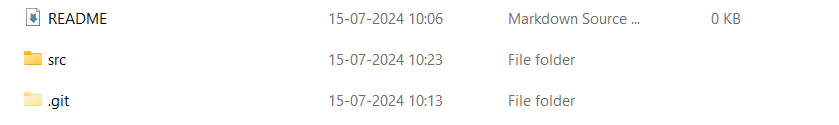 README 15-07-2024 10:06 Markdown Source ... 0 KB
src 15-07-2024 10:23 File folder
.git 15-07-2024 10:13 File folder